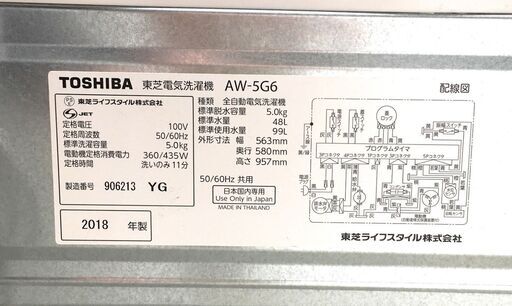 TOSHIBA 東芝電気洗濯機 AW-5G6
東芝ライフスタイル株式会社
JET
定格電圧 100V
定格周波数 50/60Hz
標準洗濯容量 5.0kg
電動機定格消費電力 360/435W
定格時間 洗いのみ 11分
製造番号 906213 YG
2018 年製
種類 全自動電気洗濯機
標準脱水容量 5.0kg
標準水量 48L
標準使用水量 99L
外形寸法 幅 563mm
奥行 580mm
高さ 957mm
50/60Hz 共用
日本国内専用
Use Only in Japan
MADE IN THAILAND
配線図
プログラムタイマ
東芝ライフスタイル株式会社